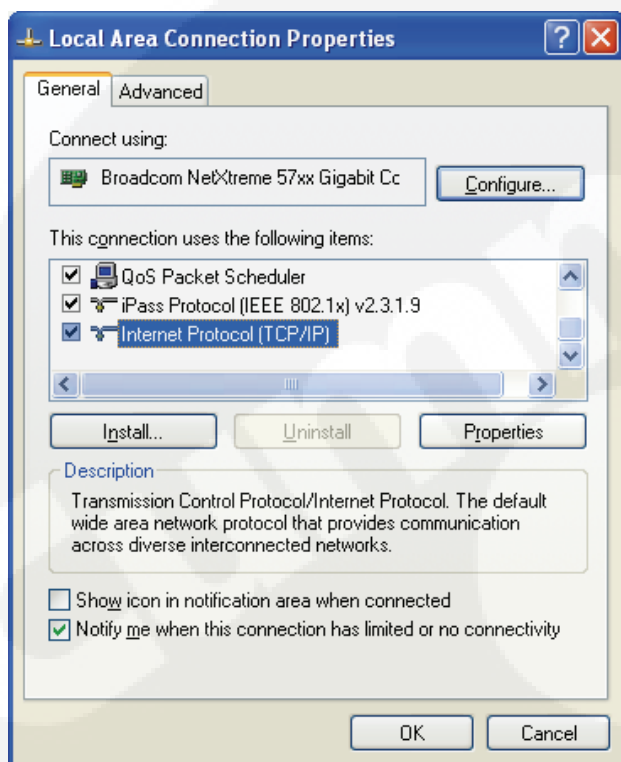 Local Area Connection Properties
General Advanced
Connect using:
Broadcom NetXtreme 57xx Gigabit Cc
Configure...
This connection uses the following items:
QoS Packet Scheduler
iPass Protocol (IEEE 802.1x) v2.3.1.9
Internet Protocol (TCP/IP)
Install... Uninstall Properties
Description
Transmission Control Protocol/Internet Protocol. The default
wide area network protocol that provides communication
across diverse interconnected networks.
Show icon in notification area when connected
Notify me when this connection has limited or no connectivity
OK Cancel